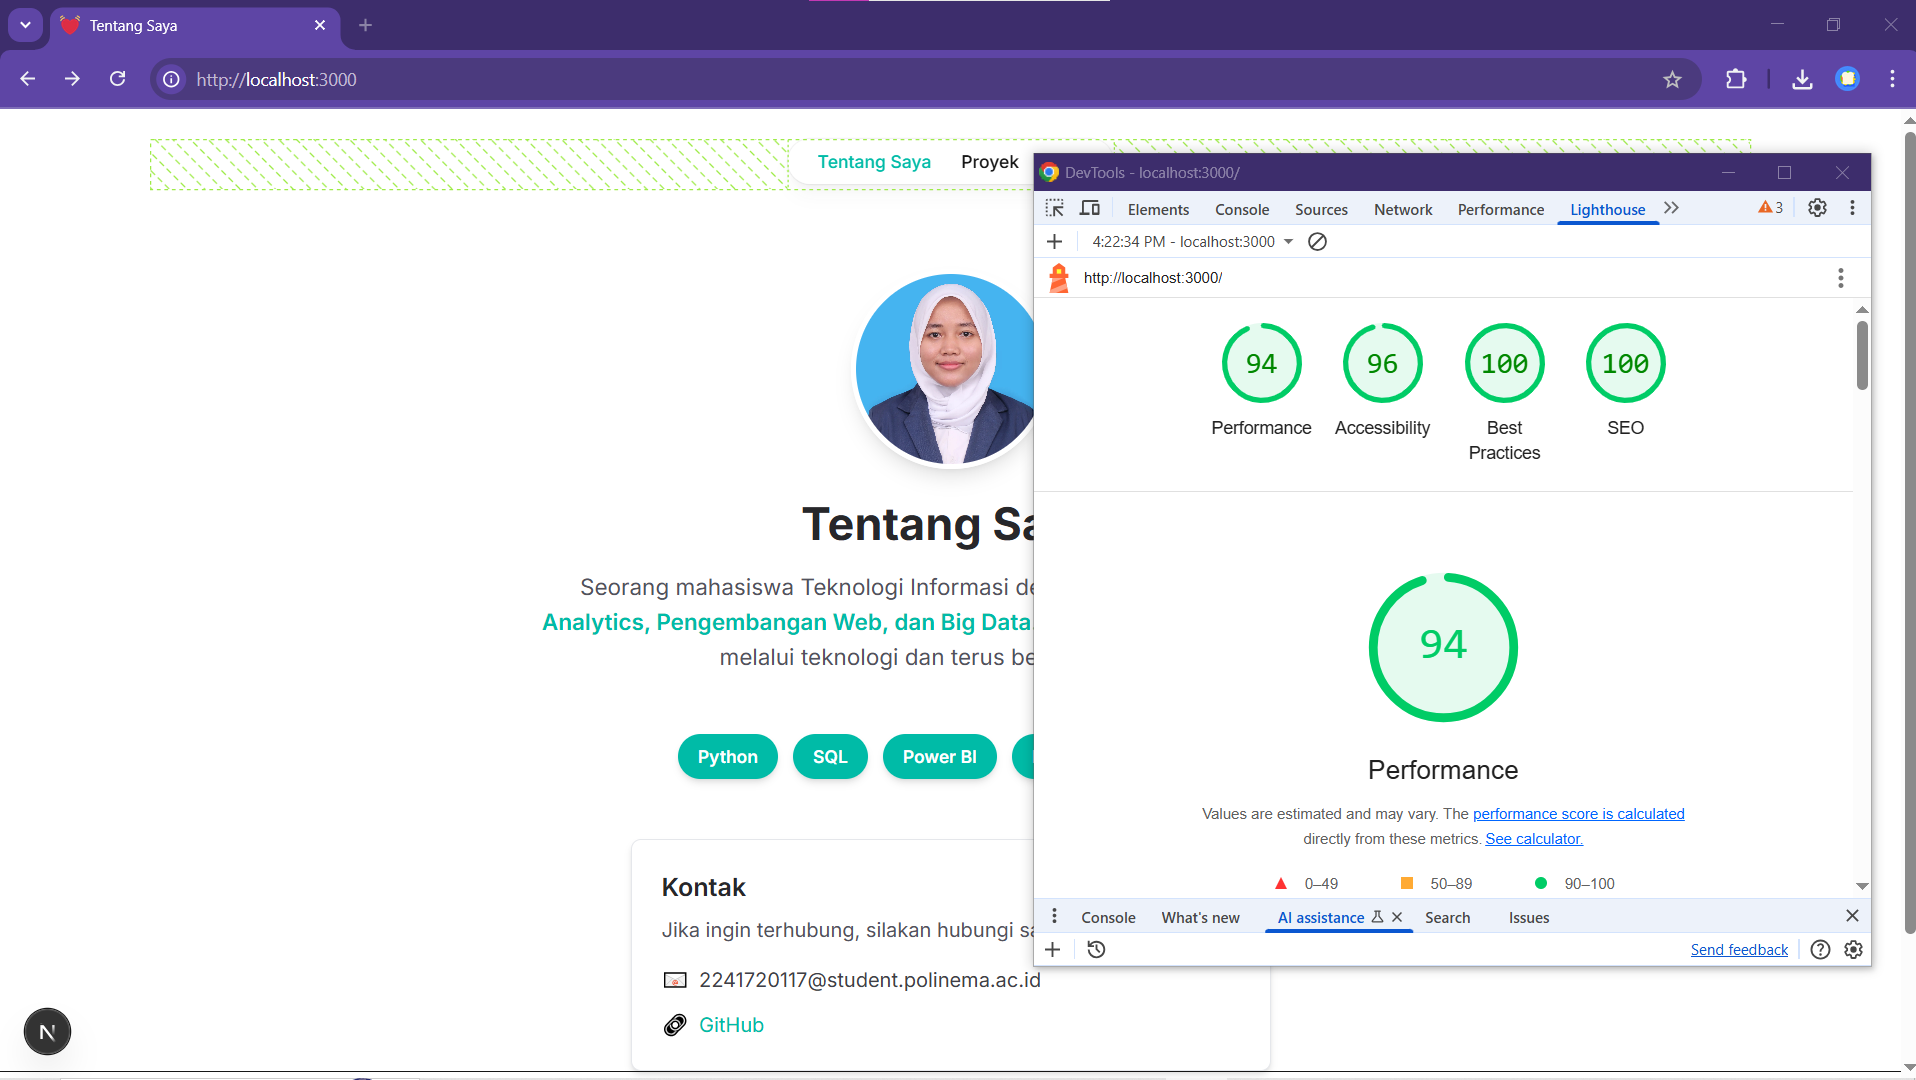 Tentang Saya
http://localhost:3000
Tentang Saya Proyek
Tentang Sa
Seorang mahasiswa Teknologi Informasi de
Analytics, Pengembangan Web, dan Big Data.
melalui teknologi dan terus be
Python SQL Power BI
Kontak
Jika ingin terhubung, silakan hubungi sa
2241720117@student.polinema.ac.id
GitHub
N
DevTools - localhost:3000/
Elements Console Sources Network Performance Lighthouse 3
4:22:34 PM - localhost:3000
http://localhost:3000/
94 96 100 100
Performance Accessibility Best Practices SEO
94
Performance
Values are estimated and may vary. The performance score is calculated
directly from these metrics. See calculator.
0–49 50–89 90–100
Console What's new AI assistance Search Issues
Send feedback